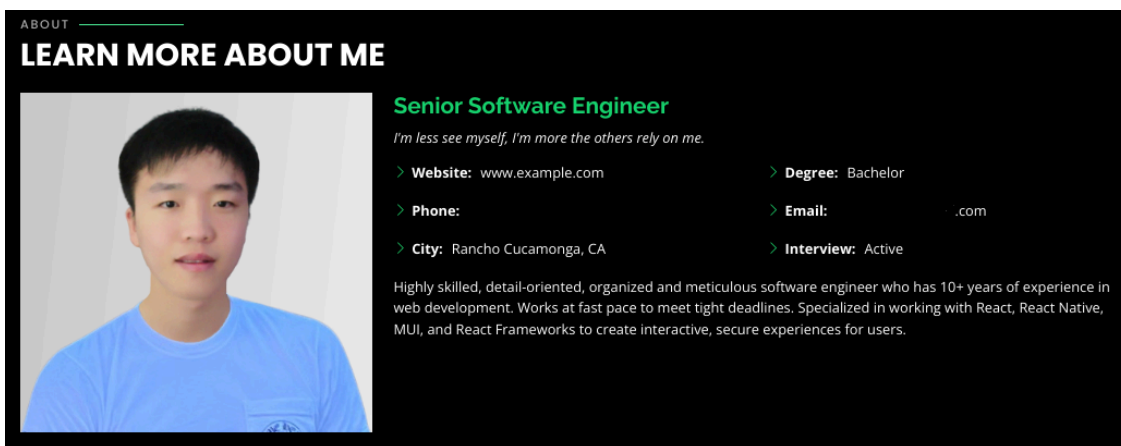 ABOUT
LEARN MORE ABOUT ME
Senior Software Engineer
I'm less see myself, I'm more the others rely on me.
Website: www.example.com
Degree: Bachelor
Phone:
Email: .com
City: Rancho Cucamonga, CA
Interview: Active
Highly skilled, detail-oriented, organized and meticulous software engineer who has 10+ years of experience in
web development. Works at fast pace to meet tight deadlines. Specialized in working with React, React Native,
MUI, and React Frameworks to create interactive, secure experiences for users.